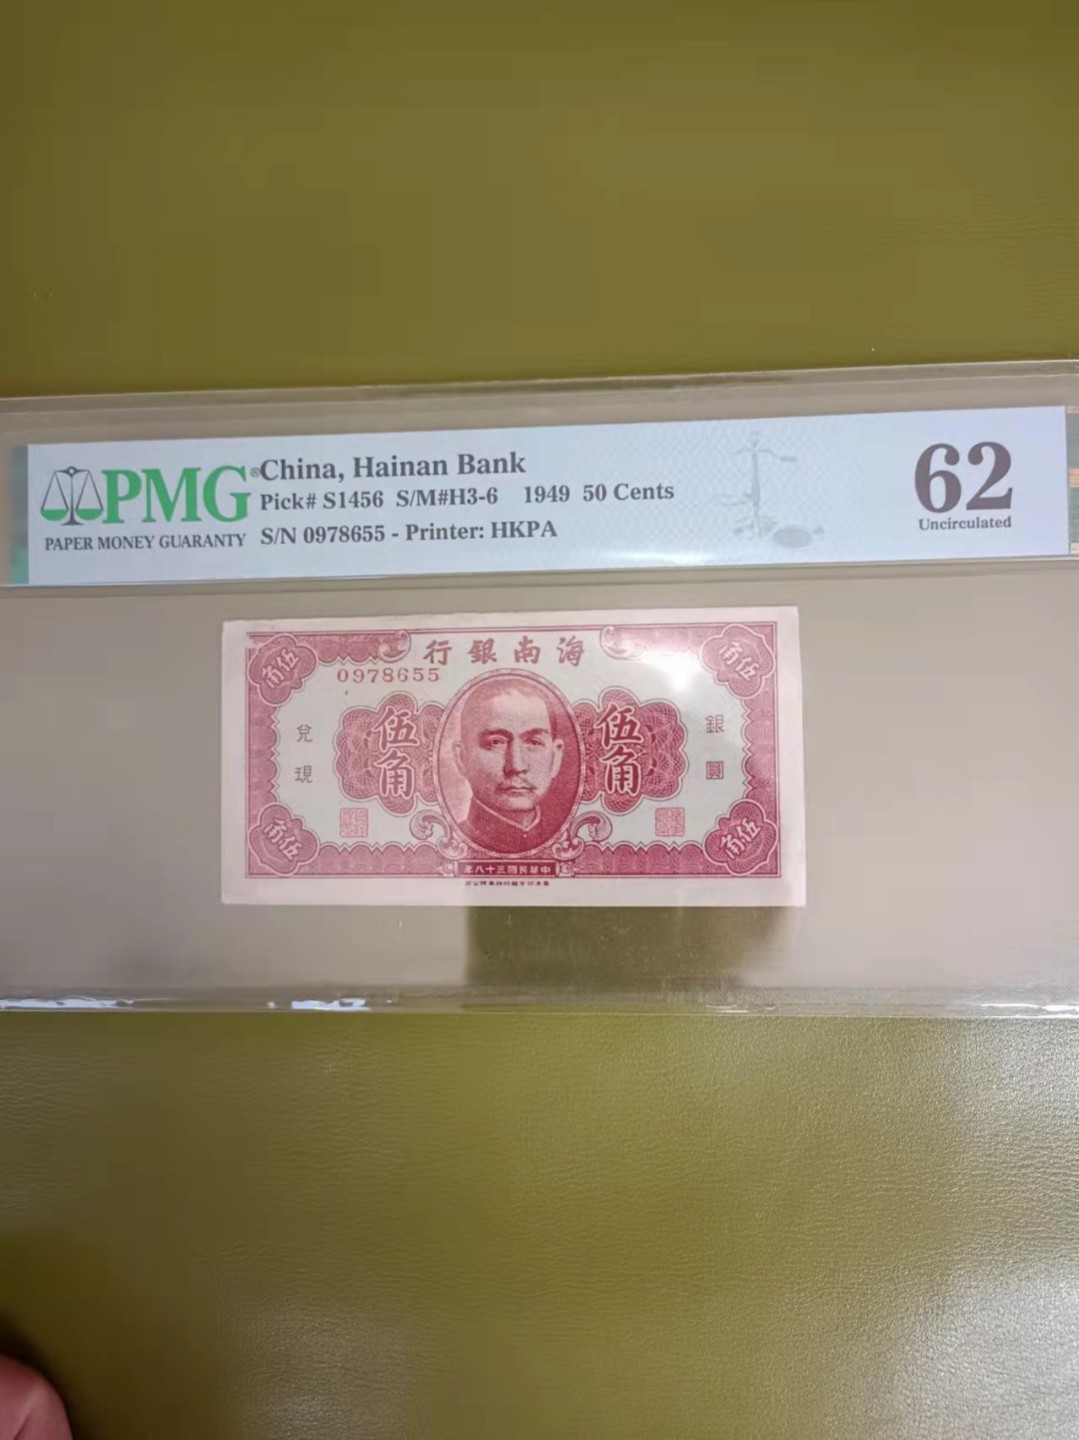 PMG®
PAPER MONEY GUARANTY
China, Hainan Bank
Pick# S1456 S/M#H3-6 1949 50 Cents
S/N 0978655 - Printer: HKPA
62
Uncirculated
行銀南海
0978655
角伍
角伍
兌現
伍角
伍角
銀圓
角伍
角伍
年八十三國民華中